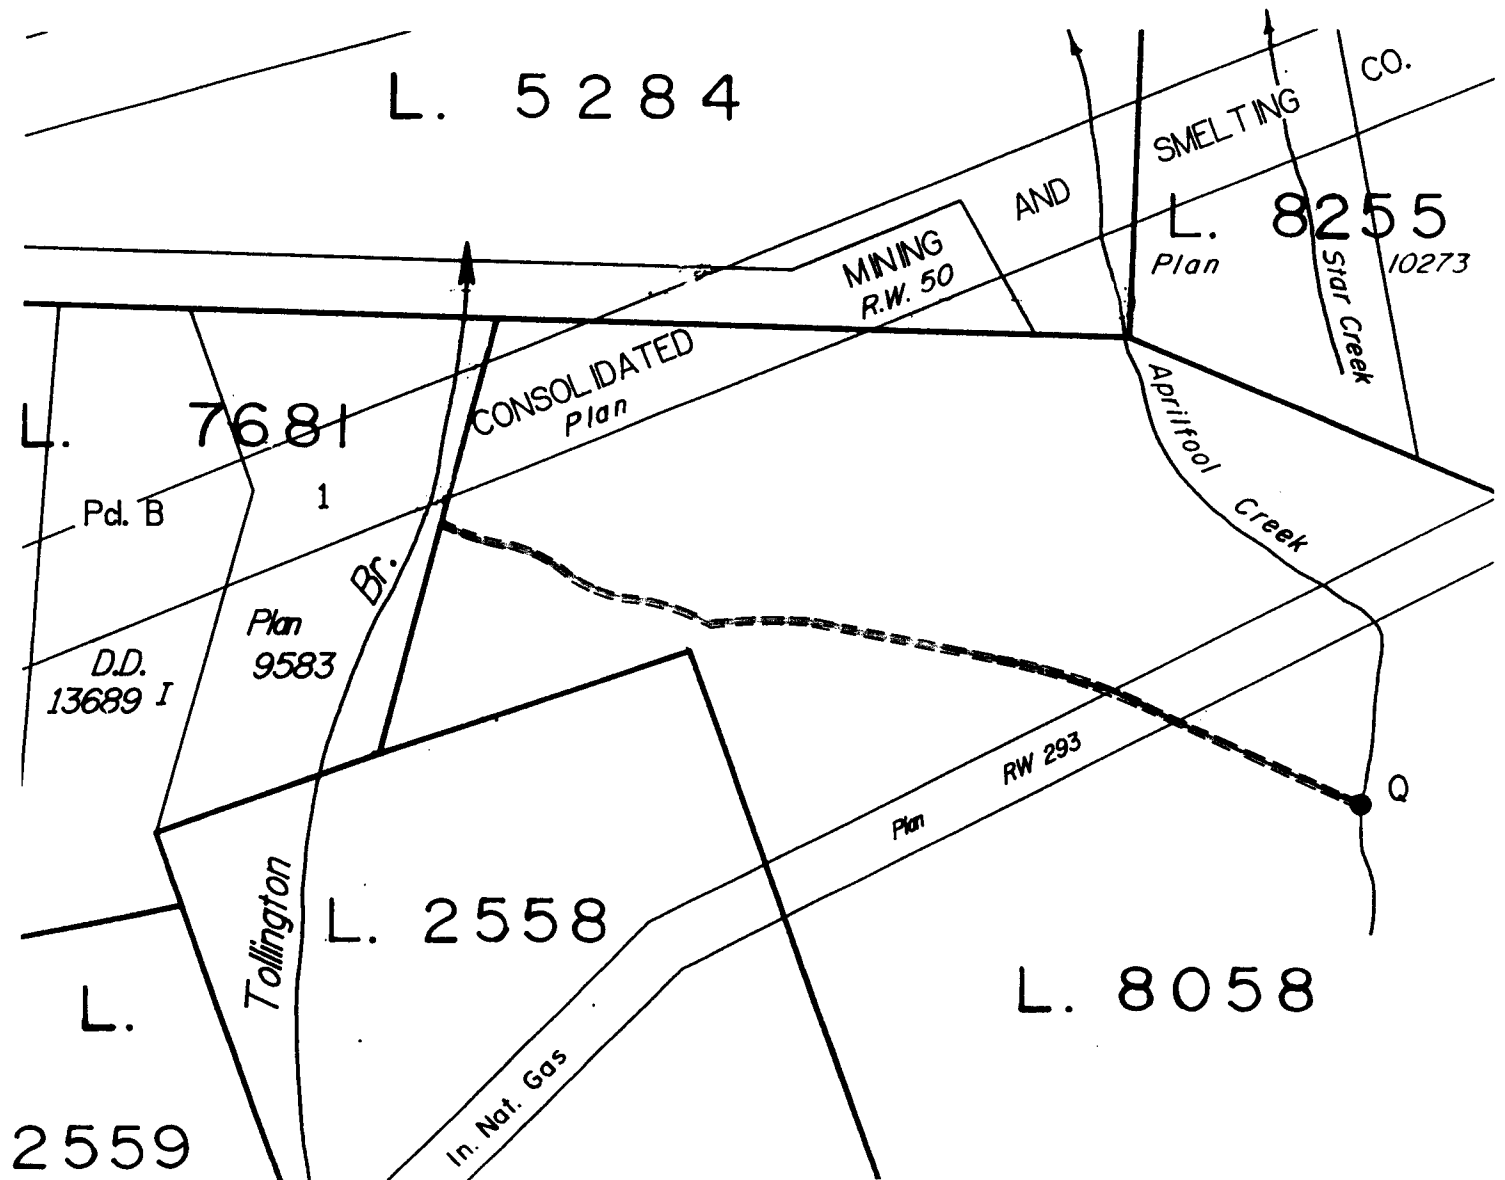 L. 5284
CO.
SMELTING
AND
L. 8255
Plan 10273
MINING
R.W. 50
Star Creek
CONSOLIDATED
Plan
Aprilfool Creek
L. 7681
Pcl. B
1
Br.
Plan
9583
D.D.
13689 I
RW 293
Plan
Q
Tollington
L. 2558
L. 8058
L.
2559
In. Nat. Gas